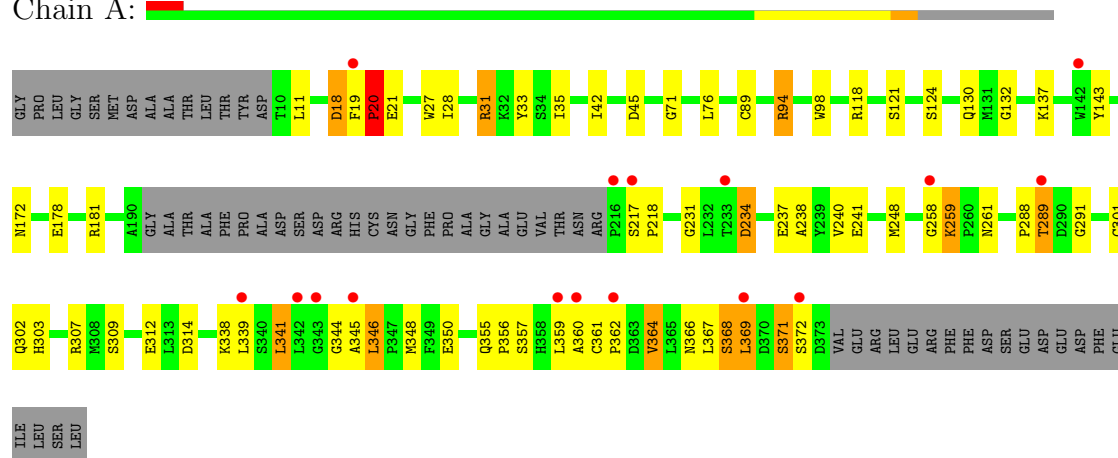 Chain A:
GLY PRO LEU GLY SER MET ASP ALA ALA THR LEU THR TYR ASP T10 L11 D18 F19 P20 E21 W27 I28 R31 K32 Y33 S34 I35 I42 D45 G71 L76 C89 R94 W98 R118 S121 S124 Q130 M131 G132 K137 W142 Y143
N172 E178 R181 A190 GLY ALA THR ALA PHE PRO ALA ASP SER ASP ARG HIS CYS ASN GLY PHE PRO ALA GLY ALA GLU VAL THR ASN ARG P216 S217 P218 G231 L232 T233 D234 E237 A238 Y239 V240 E241 M248 G258 K259 P260 N261 P288 T289 D290 G291 C301
Q302 H303 R307 M308 S309 E312 L313 D314 K338 L339 S340 L341 L342 G343 G344 A345 L346 P347 M348 F349 E350 Q355 P356 S357 H358 L359 A360 C361 P362 D363 V364 L365 N366 L367 S368 L369 D370 S371 S372 D373 VAL GLU ARG LEU GLU ARG PHE PHE ASP SER GLU ASP GLU ASP PHE GLU
ILE LEU SER LEU